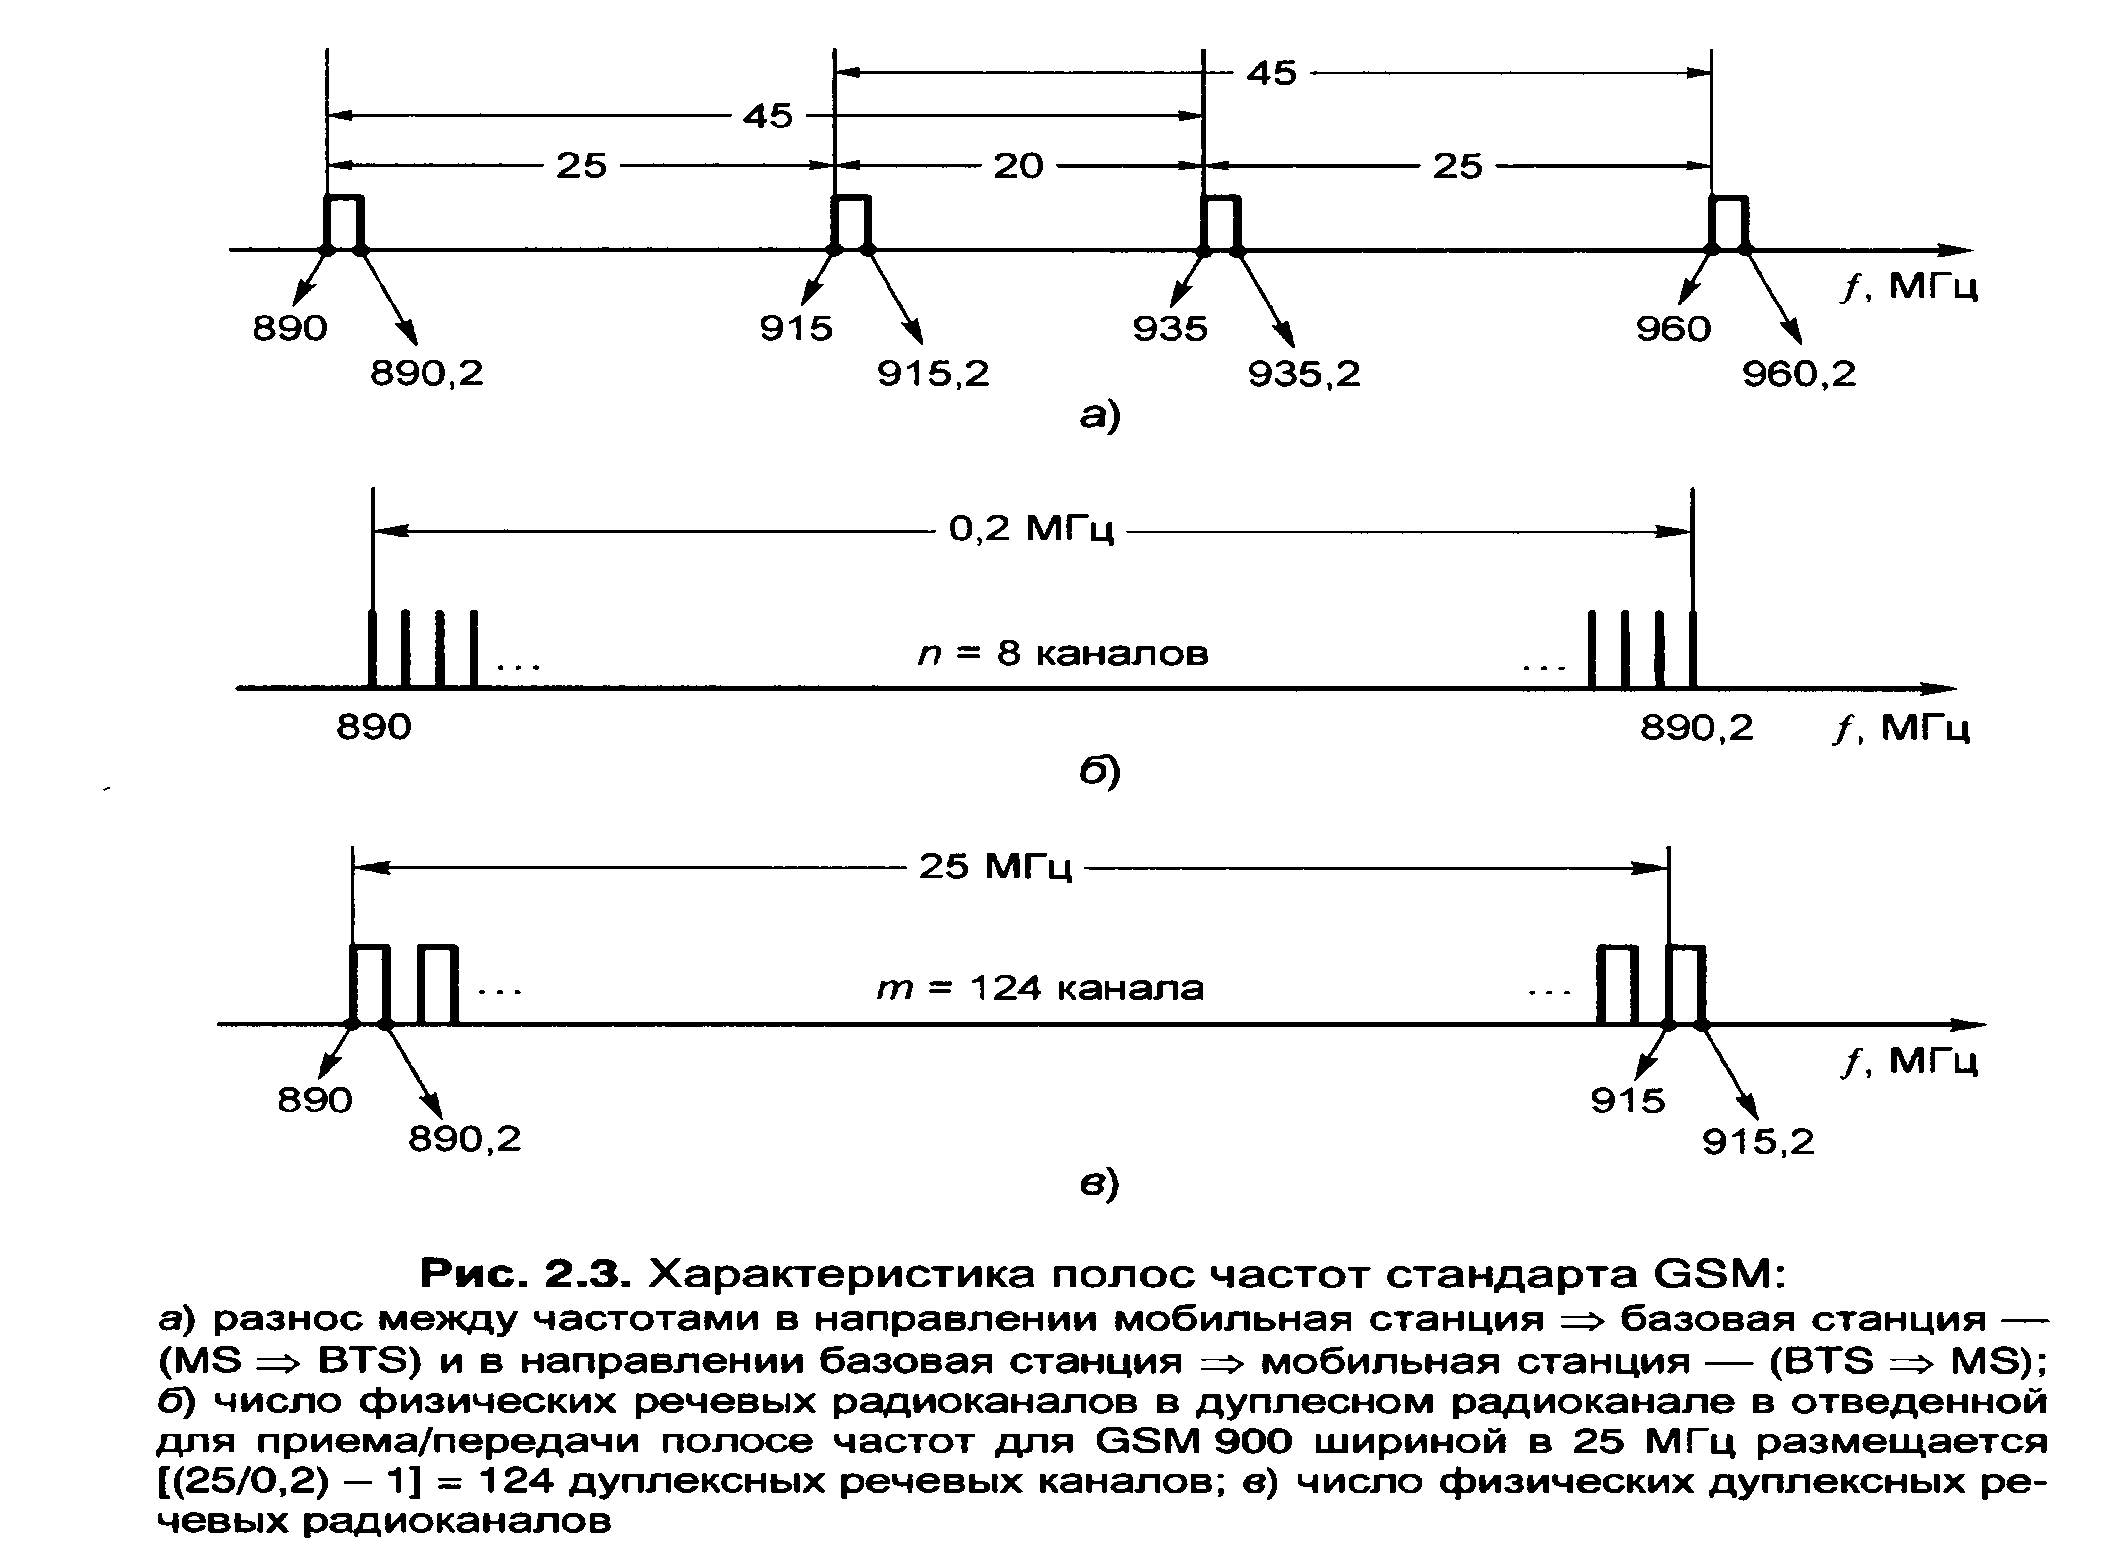 45
45
25 20 25
f, МГц
890 915 935 960
890,2 915,2 935,2 960,2
а)
0,2 МГц
n = 8 каналов
... ...
890 890,2 f, МГц
б)
25 МГц
m = 124 канала
... ...
f, МГц
890 915
890,2 915,2
в)
Рис. 2.3. Характеристика полос частот стандарта GSM:
а) разнос между частотами в направлении мобильная станция ⇒ базовая станция —
(MS ⇒ BTS) и в направлении базовая станция ⇒ мобильная станция — (BTS ⇒ MS);
б) число физических речевых радиоканалов в дуплесном радиоканале в отведенной
для приема/передачи полосе частот для GSM 900 шириной в 25 МГц размещается
[(25/0,2) – 1] = 124 дуплексных речевых каналов; в) число физических дуплексных ре-
чевых радиоканалов